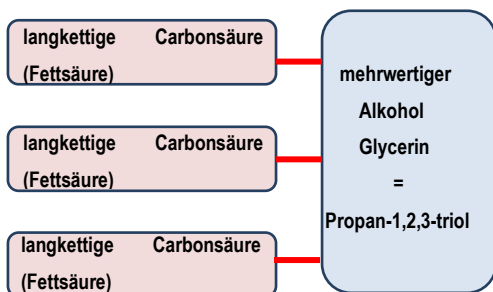 langkettige Carbonsäure
(Fettsäure)
langkettige Carbonsäure
(Fettsäure)
langkettige Carbonsäure
(Fettsäure)
mehrwertiger
Alkohol
Glycerin
=
Propan-1,2,3-triol